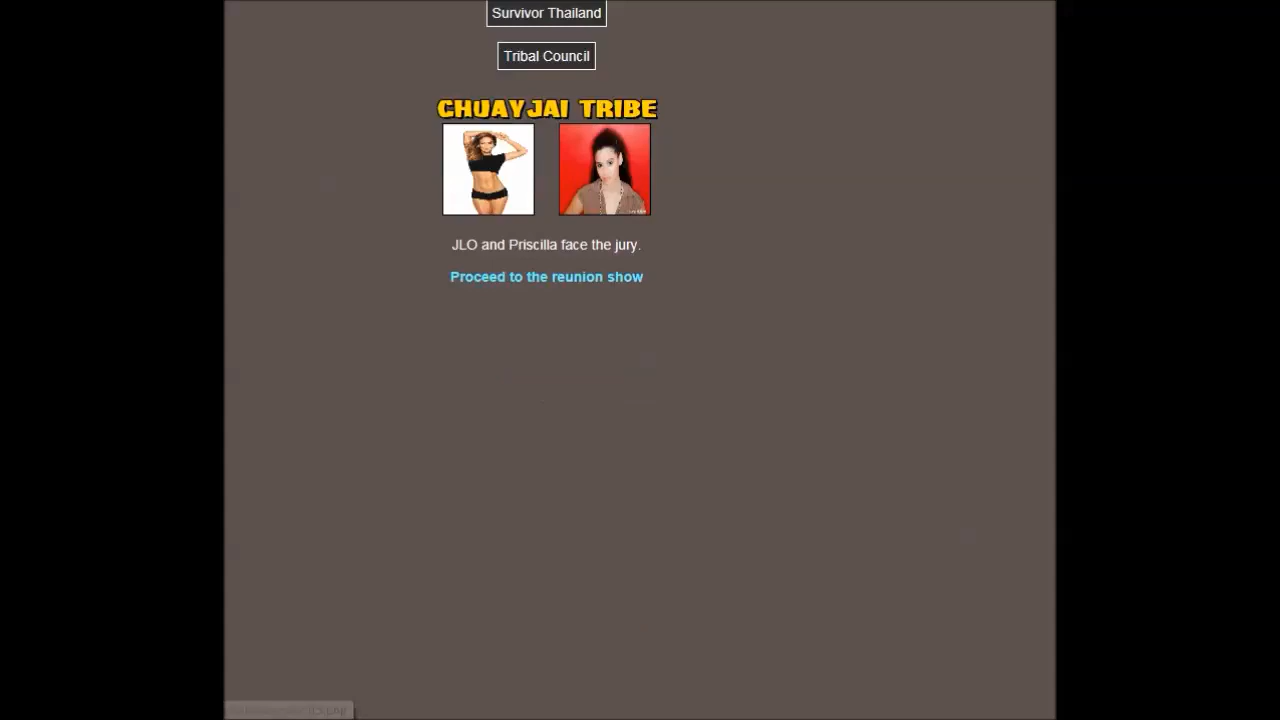 Survivor Thailand
Tribal Council
CHUAYJAI TRIBE
JLO and Priscilla face the jury.
Proceed to the reunion show